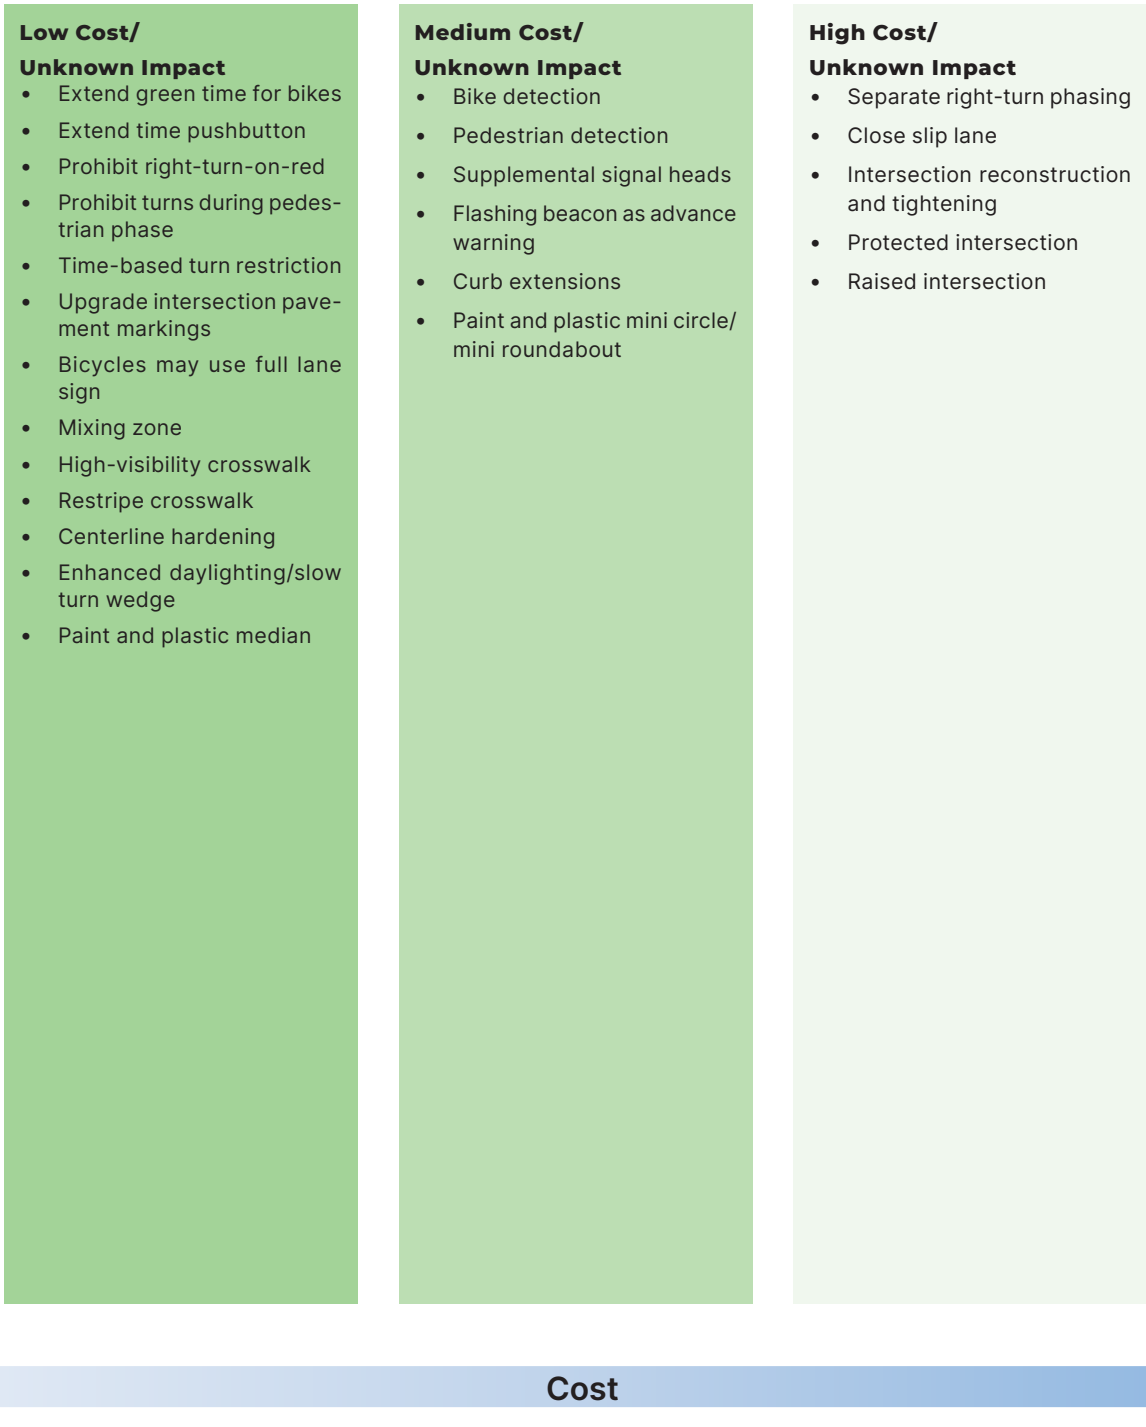 Low Cost/
Unknown Impact
• Extend green time for bikes
• Extend time pushbutton
• Prohibit right-turn-on-red
• Prohibit turns during pedes-
trian phase
• Time-based turn restriction
• Upgrade intersection pave-
ment markings
• Bicycles may use full lane
sign
• Mixing zone
• High-visibility crosswalk
• Restripe crosswalk
• Centerline hardening
• Enhanced daylighting/slow
turn wedge
• Paint and plastic median
Medium Cost/
Unknown Impact
• Bike detection
• Pedestrian detection
• Supplemental signal heads
• Flashing beacon as advance
warning
• Curb extensions
• Paint and plastic mini circle/
mini roundabout
High Cost/
Unknown Impact
• Separate right-turn phasing
• Close slip lane
• Intersection reconstruction
and tightening
• Protected intersection
• Raised intersection
Cost